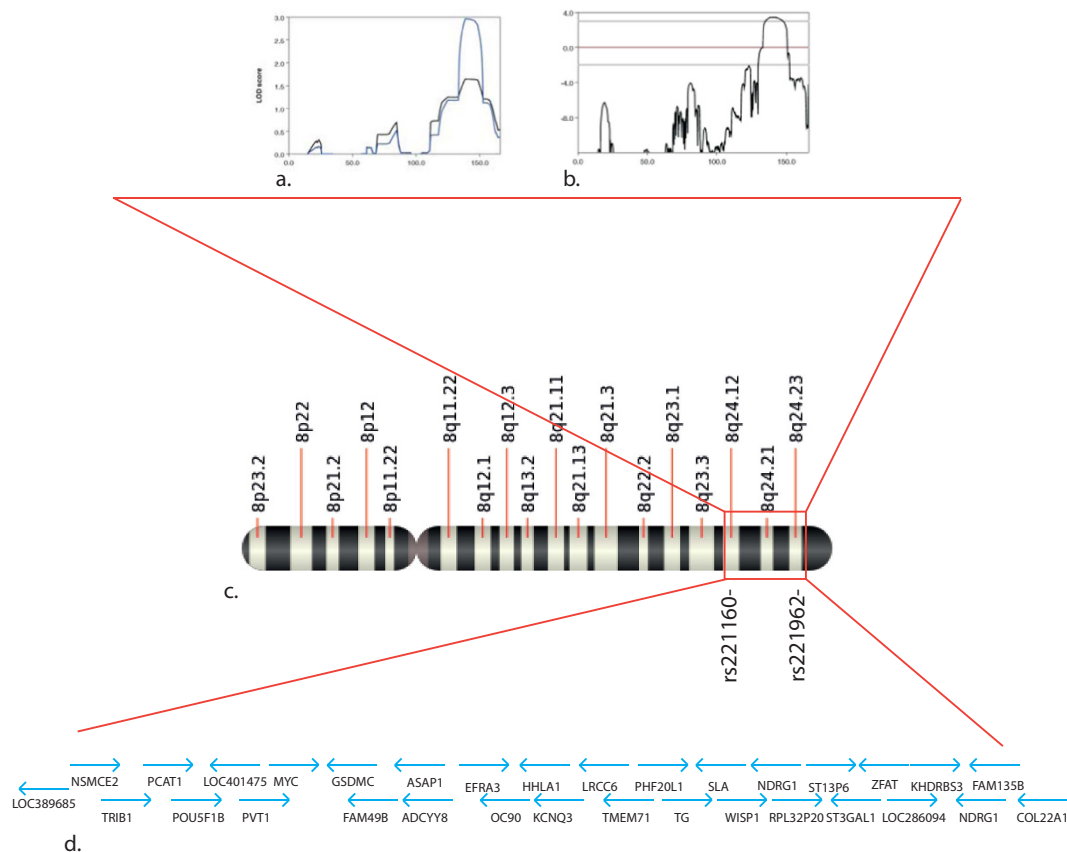 3.0
2.5
2.0
1.5
1.0
0.5
0.0
LOD score
0.0 50.0 100.0 150.0
a.
4.0
0.0
-4.0
-8.0
0.0 50.0 100.0 150.0
b.
8p23.2
8p22
8p21.2
8p12
8p11.22
8q11.22
8q12.1
8q12.3
8q13.2
8q21.11
8q21.13
8q21.3
8q22.2
8q23.1
8q23.3
8q24.12
8q24.21
8q24.23
c.
rs221160-
rs221962-
NSMCE2 PCAT1 LOC401475 MYC GSDMC ASAP1 EFRA3 HHLA1 LRCC6 PHF20L1 SLA NDRG1 ST13P6 ZFAT KHDRBS3 FAM135B
LOC389685 TRIB1 POU5F1B PVT1 FAM49B ADCYY8 OC90 KCNQ3 TMEM71 TG WISP1 RPL32P20 ST3GAL1 LOC286094 NDRG1 COL22A1
d.